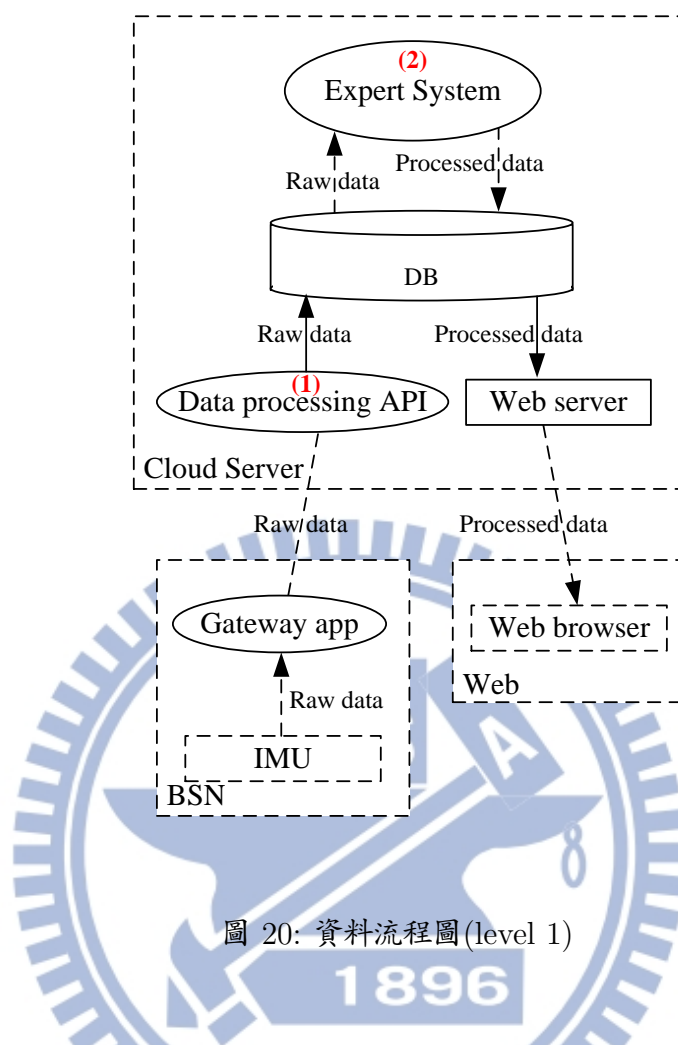 (2)
Expert System
Raw data
Processed data
DB
Raw data
Processed data
(1)
Data processing API
Web server
Cloud Server
Raw data
Processed data
Gateway app
Web browser
Raw data
Web
IMU
BSN
A
8
圖 20: 資料流程圖(level 1)
1896